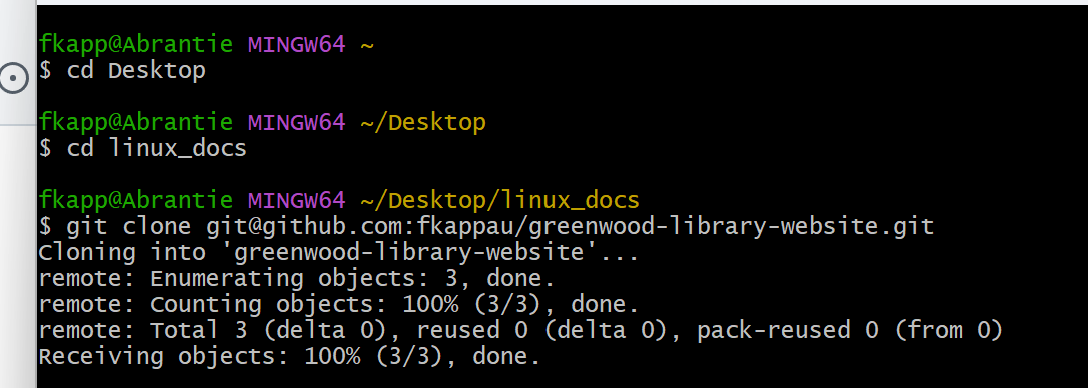 fkapp@Abrantie MINGW64 ~
$ cd Desktop
fkapp@Abrantie MINGW64 ~/Desktop
$ cd linux_docs
fkapp@Abrantie MINGW64 ~/Desktop/linux_docs
$ git clone git@github.com:fkappau/greenwood-library-website.git
Cloning into 'greenwood-library-website'...
remote: Enumerating objects: 3, done.
remote: Counting objects: 100% (3/3), done.
remote: Total 3 (delta 0), reused 0 (delta 0), pack-reused 0 (from 0)
Receiving objects: 100% (3/3), done.